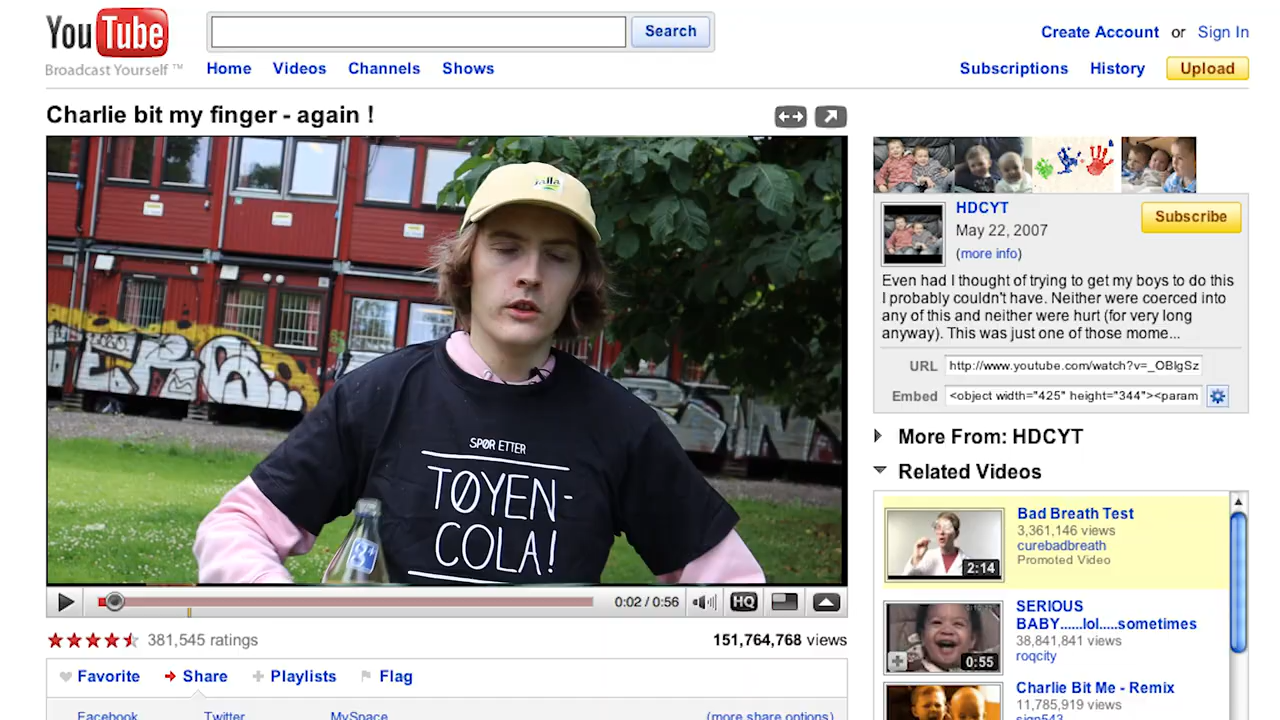 You Tube
Broadcast Yourself ™
Search
Create Account or Sign In
Home Videos Channels Shows
Subscriptions History Upload
Charlie bit my finger - again !
jalla
SPØR ETTER
TØYEN-
COLA!
0:02 / 0:56
HQ
381,545 ratings
151,764,768 views
Favorite Share Playlists Flag
Facebook Twitter MySpace (more share options)
HDCYT
May 22, 2007
(more info)
Subscribe
Even had I thought of trying to get my boys to do this
I probably couldn't have. Neither were coerced into
any of this and neither were hurt (for very long
anyway). This was just one of those mome...
URL http://www.youtube.com/watch?v=_OBlgSz
Embed <object width="425" height="344"><param
More From: HDCYT
Related Videos
Bad Breath Test
3,361,146 views
curebadbreath
Promoted Video
2:14
SERIOUS
BABY......lol.....sometimes
38,841,841 views
roqcity
0:55
Charlie Bit Me - Remix
11,785,919 views
sign543